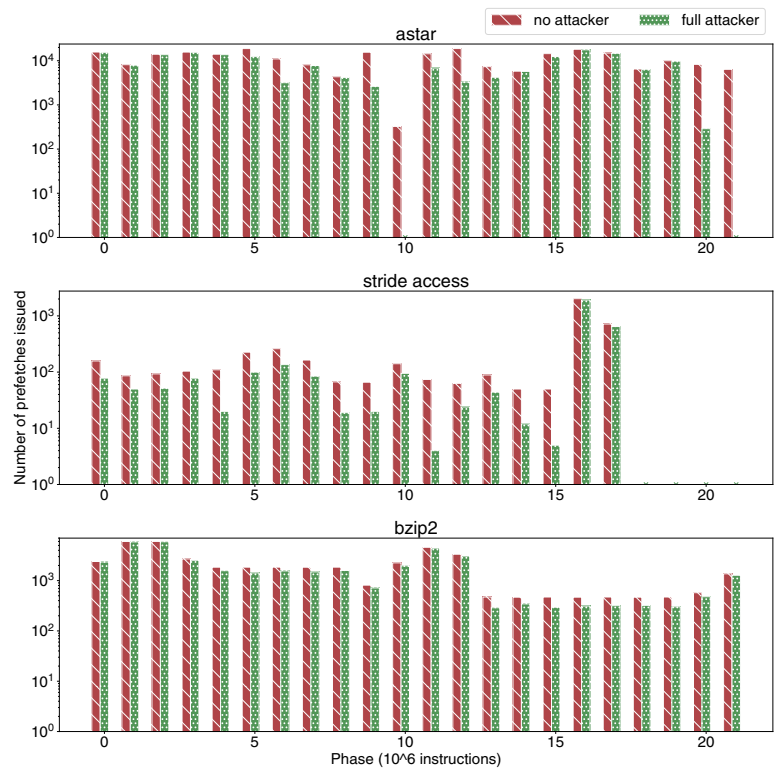 no attacker full attacker
astar
10^4
10^3
10^2
10^1
10^0
0 5 10 15 20
stride access
Number of prefetches issued
10^3
10^2
10^1
10^0
0 5 10 15 20
bzip2
10^3
10^2
10^1
10^0
0 5 10 15 20
Phase (10^6 instructions)